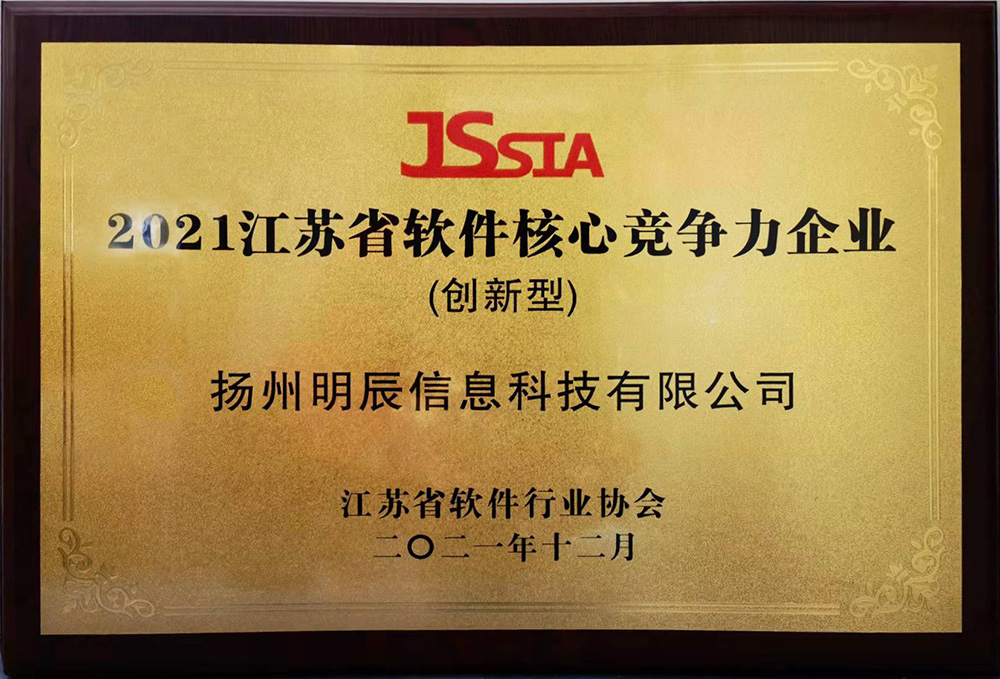 JSSIA
2021江苏省软件核心竞争力企业
(创新型)
扬州明辰信息科技有限公司
江苏省软件行业协会
二〇二一年十二月